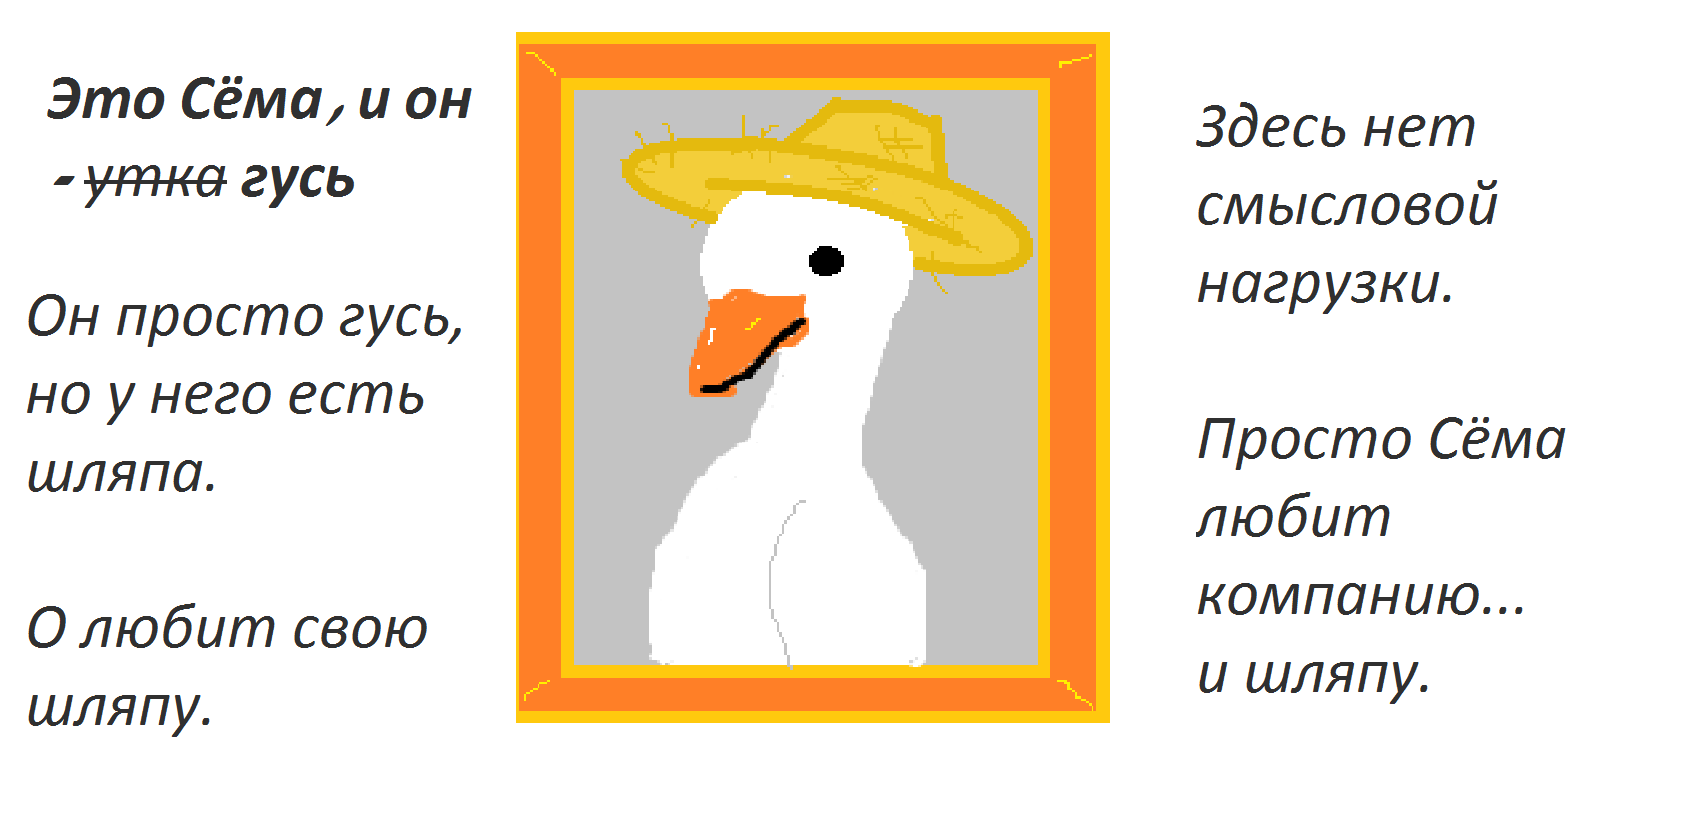 Это Сёма, и он
- утка гусь
Он просто гусь,
но у него есть
шляпа.
О любит свою
шляпу.
Здесь нет
смысловой
нагрузки.
Просто Сёма
любит
компанию...
и шляпу.